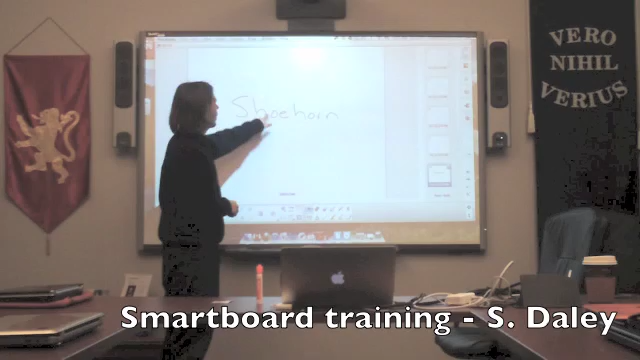 VERO
NIHIL
VERIUS
Shoehorn
Smartboard training - S. Daley